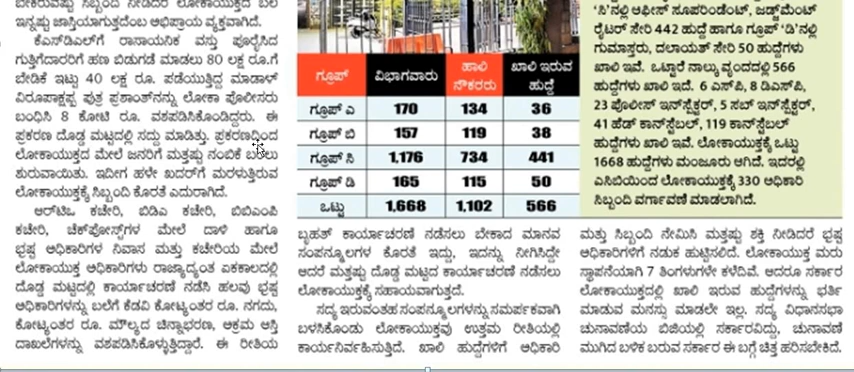 ಬೇಕಿರುವಷ್ಟು ಸಿಬ್ಬಂದಿ ನೀಡಿದರೆ ಲೋಕಾಯುಕ್ತದ ಬಲ
ಇನ್ನಷ್ಟು ಜಾಸ್ತಿಯಾಗುತ್ತದೆಂಬ ಅಭಿಪ್ರಾಯ ವ್ಯಕ್ತವಾಗಿದೆ.
ಕೆಎಸ್‌ಡಿಎಲ್‌ಗೆ ರಾಸಾಯನಿಕ ವಸ್ತು ಪೂರೈಸಿದ
ಗುತ್ತಿಗೆದಾರರಿಗೆ ಹಣ ಬಿಡುಗಡೆ ಮಾಡಲು 80 ಲಕ್ಷ ರೂ.ಗೆ
ಬೇಡಿಕೆ ಇಟ್ಟು 40 ಲಕ್ಷ ರೂ. ಪಡೆಯುತ್ತಿದ್ದ ಮಾಡಾಳ್
ವಿರೂಪಾಕ್ಷಪ್ಪ ಪುತ್ರ ಪ್ರಶಾಂತ್‌ನನ್ನು ಲೋಕಾ ಪೊಲೀಸರು
ಬಂಧಿಸಿ 8 ಕೋಟಿ ರೂ. ವಶಪಡಿಸಿಕೊಂಡಿದ್ದರು. ಈ
ಪ್ರಕರಣ ದೊಡ್ಡ ಮಟ್ಟದಲ್ಲಿ ಸದ್ದು ಮಾಡಿತ್ತು. ಪ್ರಕರಣದಿಂದ
ಲೋಕಾಯುಕ್ತದ ಮೇಲೆ ಜನರಿಗೆ ಮತ್ತಷ್ಟು ನಂಬಿಕೆ ಬರಲು
ಶುರುವಾಯಿತು. ಇದೀಗ ಹಳೇ ಖದರ್‌ಗೆ ಮರಳುತ್ತಿರುವ
ಲೋಕಾಯುಕ್ತಕ್ಕೆ ಸಿಬ್ಬಂದಿ ಕೊರತೆ ಎದುರಾಗಿದೆ.
ಆರ್‌ಟಿಒ ಕಚೇರಿ, ಬಿಡಿಎ ಕಚೇರಿ, ಬಿಬಿಎಂಪಿ
ಕಚೇರಿ, ಚೆಕ್‌ಪೋಸ್ಟ್‌ಗಳ ಮೇಲೆ ದಾಳಿ ಹಾಗೂ
ಭ್ರಷ್ಟ ಅಧಿಕಾರಿಗಳ ನಿವಾಸ ಮತ್ತು ಕಚೇರಿಯ ಮೇಲೆ
ಲೋಕಾಯುಕ್ತ ಅಧಿಕಾರಿಗಳು ರಾಜ್ಯಾದ್ಯಂತ ಏಕಕಾಲದಲ್ಲಿ
ದೊಡ್ಡ ಮಟ್ಟದಲ್ಲಿ ಕಾರ್ಯಾಚರಣೆ ನಡೆಸಿ ಹಲವು ಭ್ರಷ್ಟ
ಅಧಿಕಾರಿಗಳನ್ನು ಬಲೆಗೆ ಕೆಡವಿ ಕೋಟ್ಯಂತರ ರೂ. ನಗದು,
ಕೋಟ್ಯಂತರ ರೂ. ಮೌಲ್ಯದ ಚಿನ್ನಾಭರಣ, ಅಕ್ರಮ ಆಸ್ತಿ
ದಾಖಲೆಗಳನ್ನು ವಶಪಡಿಸಿಕೊಳ್ಳುತ್ತಿದ್ದಾರೆ. ಈ ರೀತಿಯ
ಗ್ರೂಪ್ ವಿಭಾಗವಾರು ಹಾಲಿ ನೌಕರರು ಖಾಲಿ ಇರುವ ಹುದ್ದೆ
ಗ್ರೂಪ್ ಎ 170 134 36
ಗ್ರೂಪ್ ಬಿ 157 119 38
ಗ್ರೂಪ್ ಸಿ 1,176 734 441
ಗ್ರೂಪ್ ಡಿ 165 115 50
ಒಟ್ಟು 1,668 1,102 566
ಬೃಹತ್ ಕಾರ್ಯಾಚರಣೆ ನಡೆಸಲು ಬೇಕಾದ ಮಾನವ
ಸಂಪನ್ಮೂಲಗಳ ಕೊರತೆ ಇದ್ದು, ಇದನ್ನು ನೀಗಿಸಿದ್ದೇ
ಆದರೆ ಮತ್ತಷ್ಟು ದೊಡ್ಡ ಮಟ್ಟದ ಕಾರ್ಯಾಚರಣೆ ನಡೆಸಲು
ಲೋಕಾಯುಕ್ತಕ್ಕೆ ಸಹಾಯವಾಗುತ್ತದೆ.
ಸದ್ಯ ಇರುವಂತಹ ಸಂಪನ್ಮೂಲಗಳನ್ನು ಸಮರ್ಪಕವಾಗಿ
ಬಳಸಿಕೊಂಡು ಲೋಕಾಯುಕ್ತವು ಉತ್ತಮ ರೀತಿಯಲ್ಲಿ
ಕಾರ್ಯನಿರ್ವಹಿಸುತ್ತಿದೆ. ಖಾಲಿ ಹುದ್ದೆಗಳಿಗೆ ಅಧಿಕಾರಿ
'ಸಿ'ನಲ್ಲಿ ಆಫೀಸ್ ಸೂಪರಿಂಡೆಂಟ್, ಜಡ್ಜ್‌ಮೆಂಟ್
ರೈಟರ್ ಸೇರಿ 442 ಹುದ್ದೆ ಹಾಗೂ ಗ್ರೂಪ್ 'ಡಿ'ನಲ್ಲಿ
ಗುಮಾಸ್ತರು, ದಲಾಯತ್ ಸೇರಿ 50 ಹುದ್ದೆಗಳು
ಖಾಲಿ ಇವೆ. ಒಟ್ಟಾರೆ ನಾಲ್ಕು ವೃಂದದಲ್ಲಿ 566
ಹುದ್ದೆಗಳು ಖಾಲಿ ಇದೆ. 6 ಎಸ್‌ಪಿ, 8 ಡಿಎಸ್‌ಪಿ,
23 ಪೊಲೀಸ್ ಇನ್‌ಸ್ಪೆಕ್ಟರ್, 5 ಸಬ್ ಇನ್‌ಸ್ಪೆಕ್ಟರ್,
41 ಹೆಡ್ ಕಾನ್‌ಸ್ಟೆಬಲ್, 119 ಕಾನ್‌ಸ್ಟೆಬಲ್
ಹುದ್ದೆಗಳು ಖಾಲಿ ಇವೆ. ಲೋಕಾಯುಕ್ತಕ್ಕೆ ಒಟ್ಟು
1668 ಹುದ್ದೆಗಳು ಮಂಜೂರು ಆಗಿದೆ. ಇದರಲ್ಲಿ
ಎಸಿಬಿಯಿಂದ ಲೋಕಾಯುಕ್ತಕ್ಕೆ 330 ಅಧಿಕಾರಿ
ಸಿಬ್ಬಂದಿ ವರ್ಗಾವಣೆ ಮಾಡಲಾಗಿದೆ.
ಮತ್ತು ಸಿಬ್ಬಂದಿ ನೇಮಿಸಿ ಮತ್ತಷ್ಟು ಶಕ್ತಿ ನೀಡಿದರೆ ಭ್ರಷ್ಟ
ಅಧಿಕಾರಿಗಳಿಗೆ ನಡುಕ ಹುಟ್ಟಿಸಲಿದೆ. ಲೋಕಾಯುಕ್ತ ಮರು
ಸ್ಥಾಪನೆಯಾಗಿ 7 ತಿಂಗಳುಗಳೇ ಕಳೆದಿವೆ. ಆದರೂ ಸರ್ಕಾರ
ಲೋಕಾಯುಕ್ತದಲ್ಲಿ ಖಾಲಿ ಇರುವ ಹುದ್ದೆಗಳನ್ನು ಭರ್ತಿ
ಮಾಡುವ ಮನಸ್ಸು ಮಾಡಲೇ ಇಲ್ಲ. ಸದ್ಯ ವಿಧಾನಸಭಾ
ಚುನಾವಣೆಯ ಬಿಜಿಯಲ್ಲಿ ಸರ್ಕಾರವಿದ್ದು, ಚುನಾವಣೆ
ಮುಗಿದ ಬಳಿಕ ಬರುವ ಸರ್ಕಾರ ಈ ಬಗ್ಗೆ ಚಿತ್ತ ಹರಿಸಬೇಕಿದೆ.